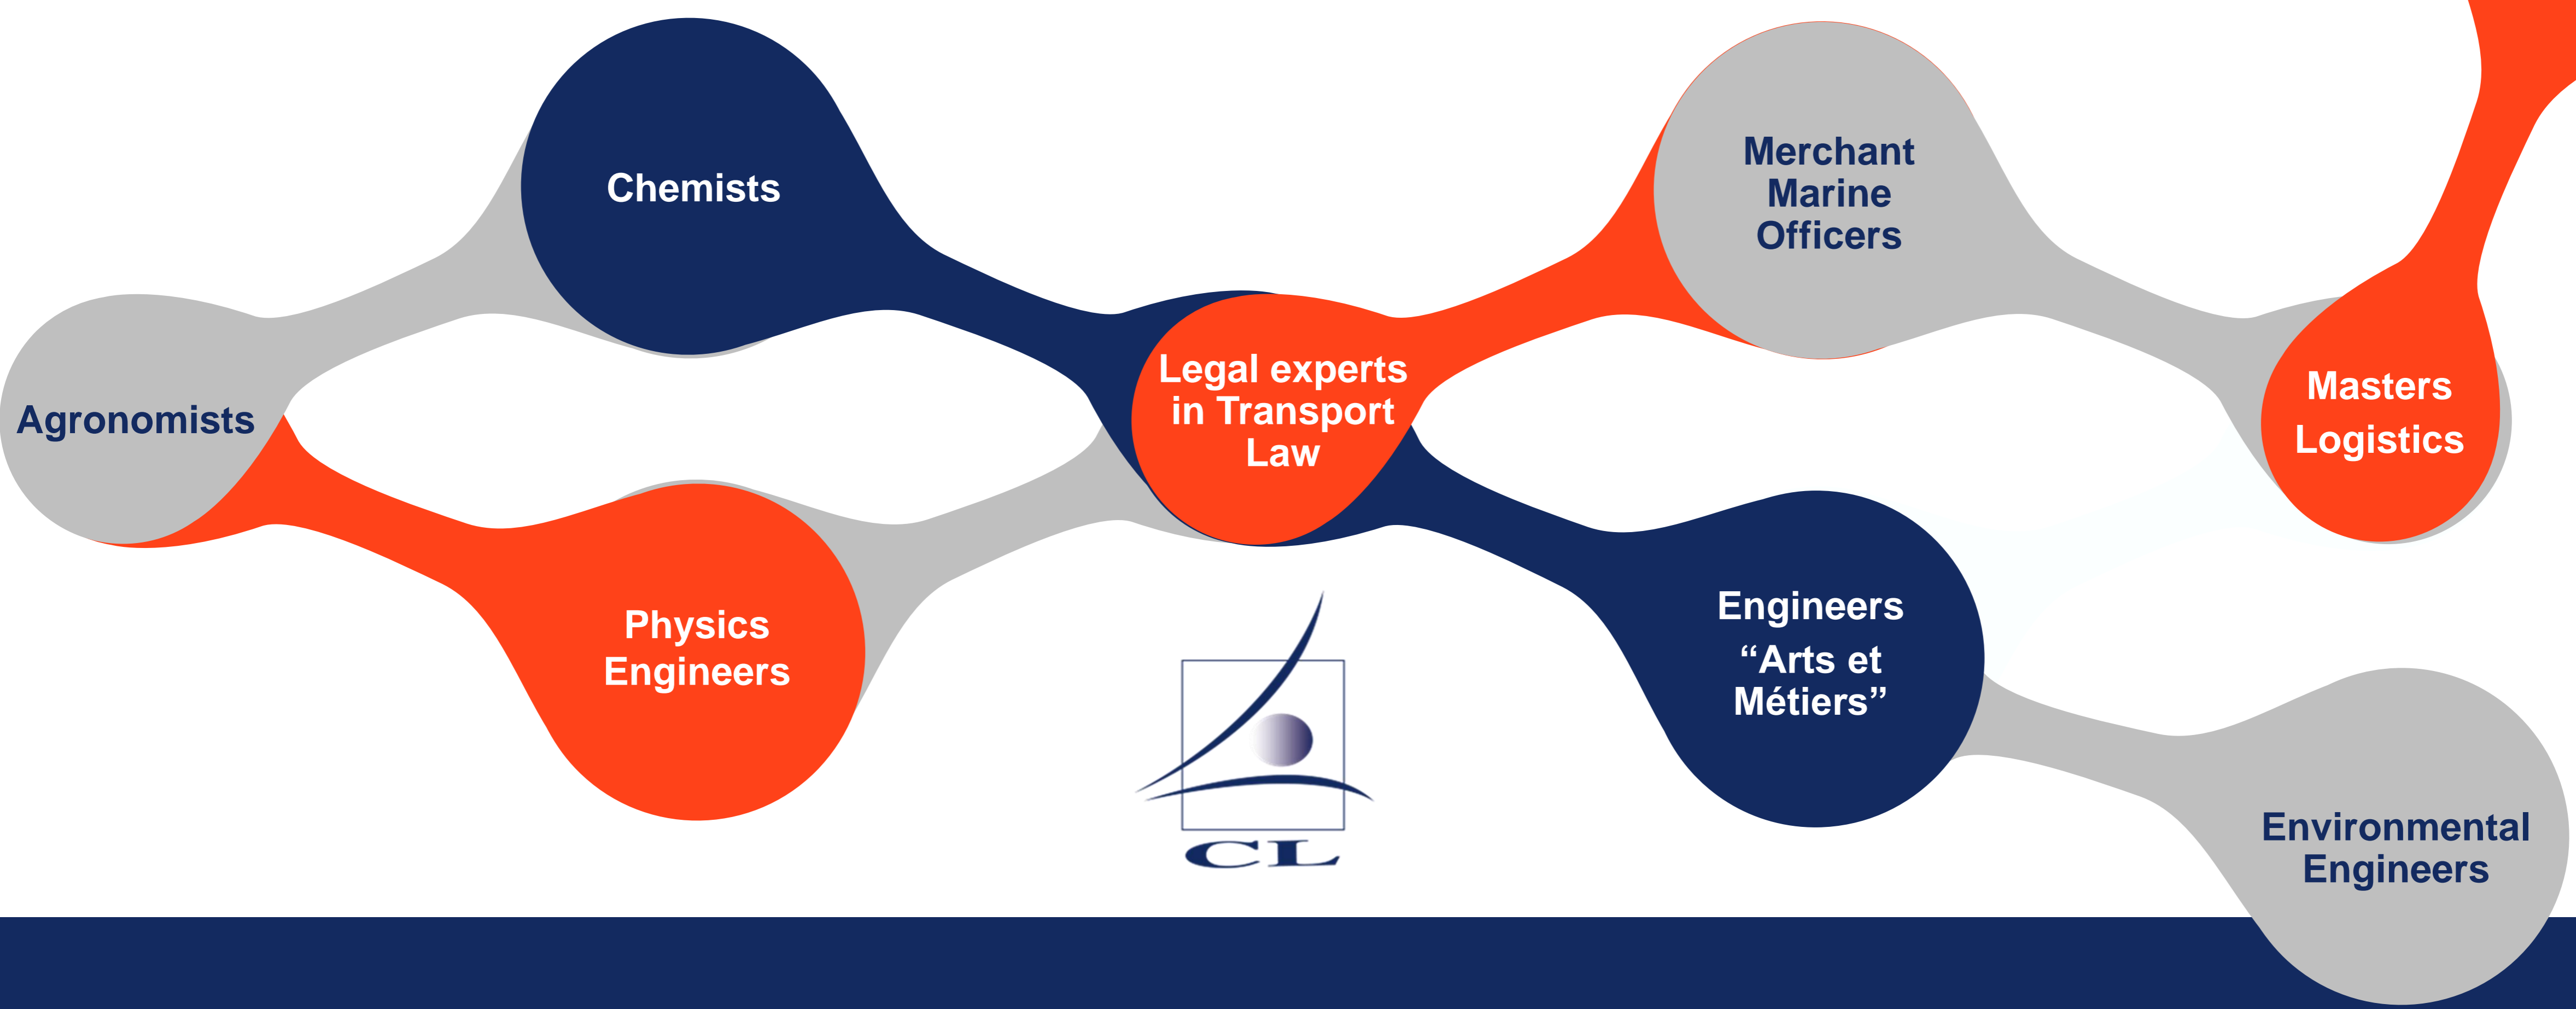 Agronomists
Chemists
Physics
Engineers
Legal experts
in Transport
Law
Merchant
Marine
Officers
Engineers
“Arts et
Métiers”
Masters
Logistics
Environmental
Engineers
CL